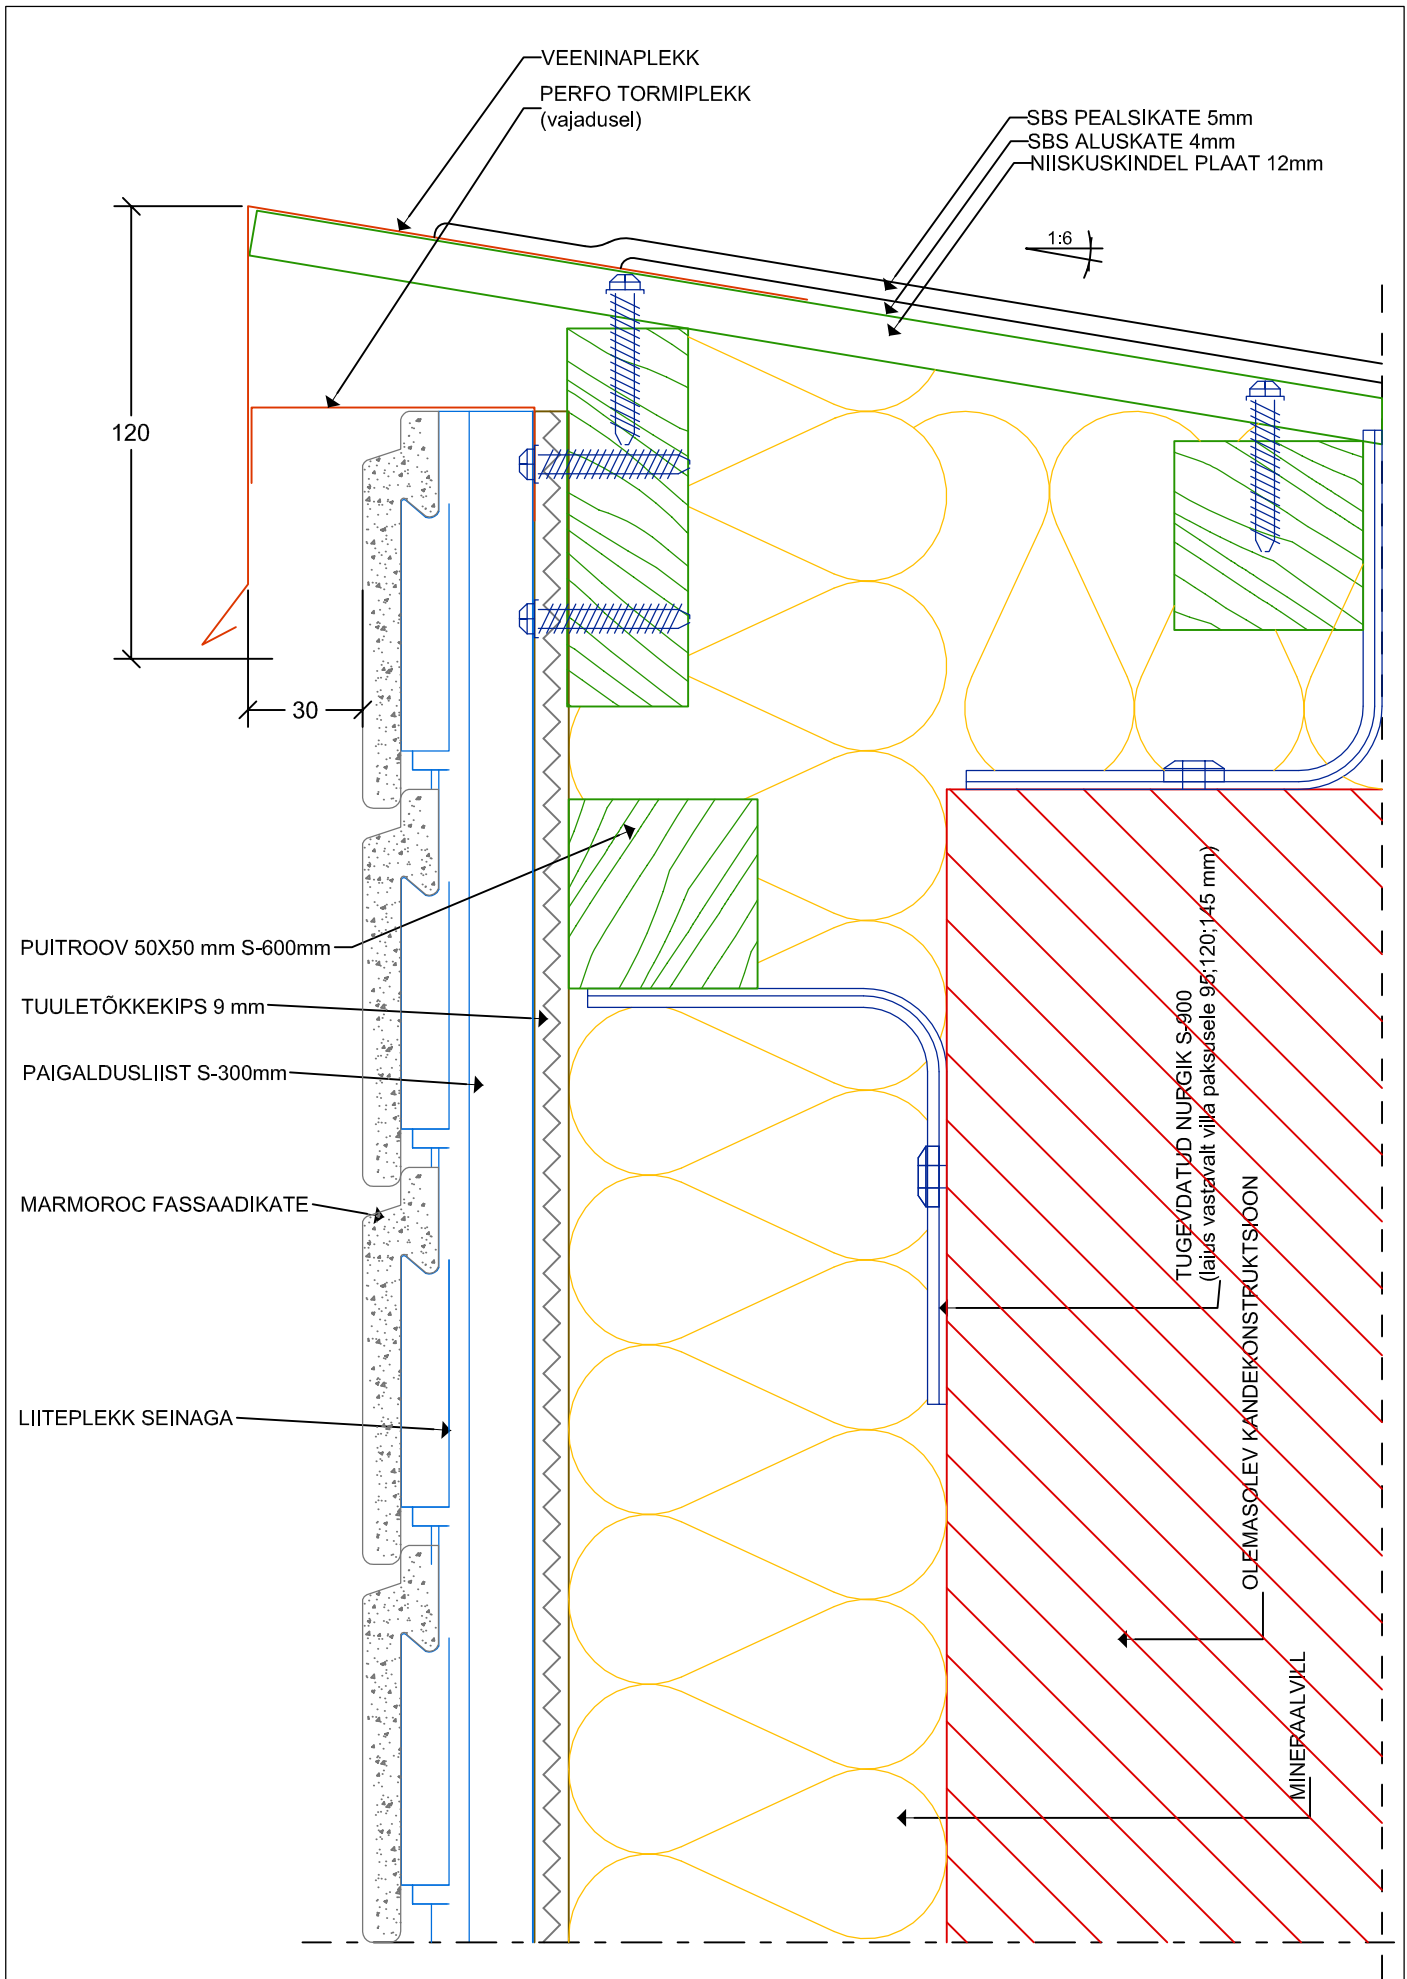 VEENINAPLEKK
PERFO TORMIPLEKK
(vajadusel)
SBS PEALSIKATE 5mm
SBS ALUSKATE 4mm
NIISKUSKINDEL PLAAT 12mm
1:6
120
30
PUITROOV 50X50 mm S-600mm
TUULETÕKKEKIPS 9 mm
PAIGALDUSLIIST S-300mm
MARMOROC FASSAADIKATE
LIITEPLEKK SEINAGA
TUGEVDATUD NURGIK S-900
(laius vastavalt villa paksusele 95;120;145 mm)
OLEMASOLEV KANDEKONSTRUKTSIOON
MINERAALVILL